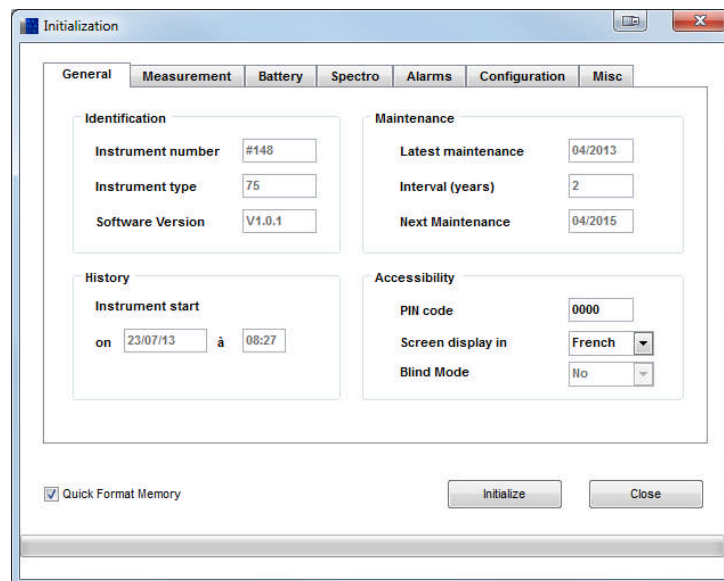 Initialization
General Measurement Battery Spectro Alarms Configuration Misc
Identification
Instrument number #148
Instrument type 75
Software Version V1.0.1
Maintenance
Latest maintenance 04/2013
Interval (years) 2
Next Maintenance 04/2015
History
Instrument start
on 23/07/13 à 08:27
Accessibility
PIN code 0000
Screen display in French
Blind Mode No
Quick Format Memory Initialize Close